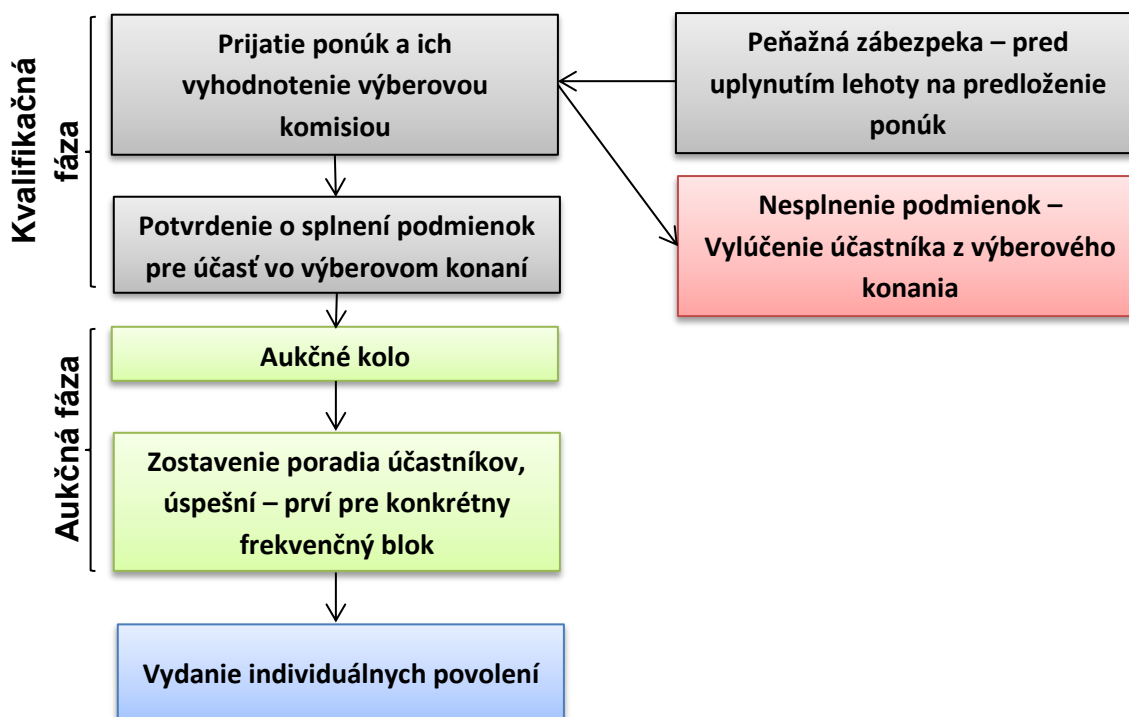 Kvalifikačná
fáza
Prijatie ponúk a ich
vyhodnotenie výberovou
komisiou
Peňažná zábezpeka – pred
uplynutím lehoty na predloženie
ponúk
Potvrdenie o splnení podmienok
pre účasť vo výberovom konaní
Nesplnenie podmienok –
Vylúčenie účastníka z výberového
konania
Aukčná fáza
Aukčné kolo
Zostavenie poradia účastníkov,
úspešní – prví pre konkrétny
frekvenčný blok
Vydanie individuálnych povolení